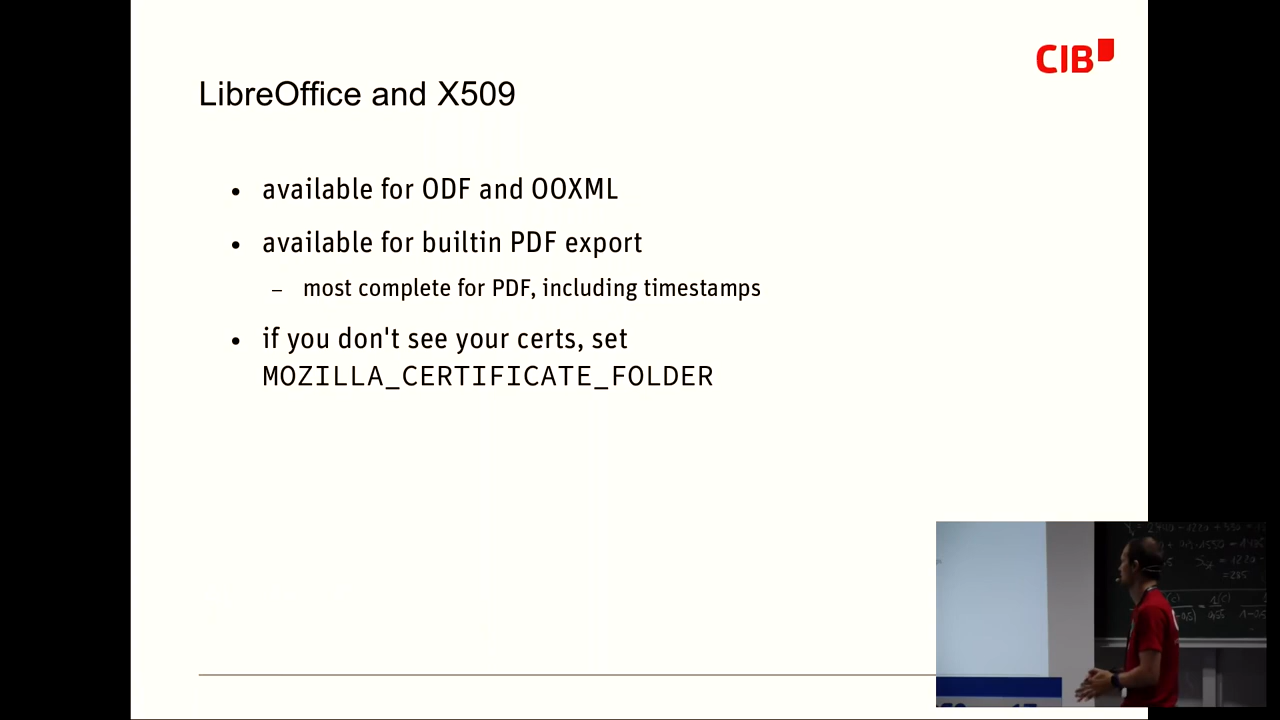 CIB
LibreOffice and X509
• available for ODF and OOXML
• available for builtin PDF export
– most complete for PDF, including timestamps
• if you don't see your certs, set
MOZILLA_CERTIFICATE_FOLDER